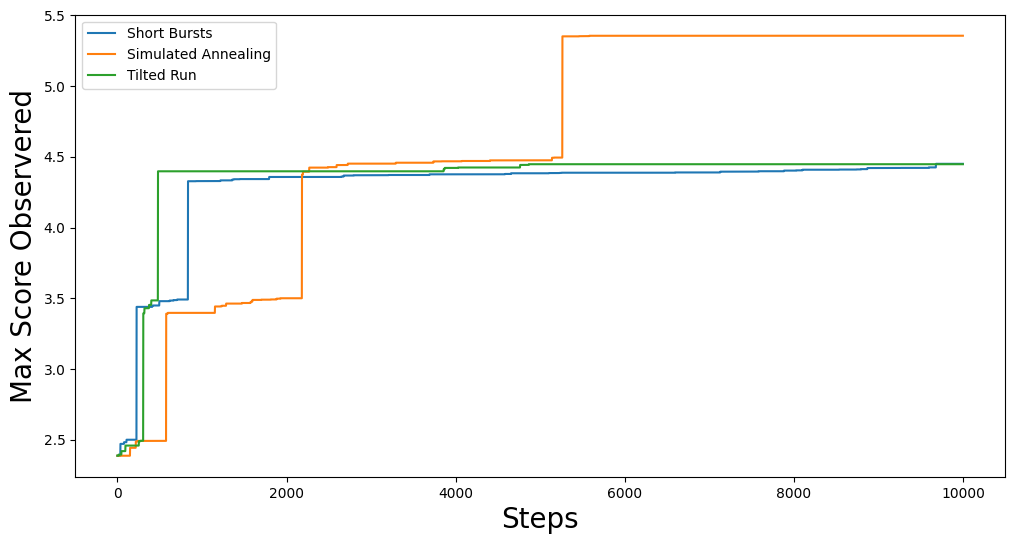 Short Bursts
Simulated Annealing
Tilted Run
Max Score Observered
5.5
5.0
4.5
4.0
3.5
3.0
2.5
0 2000 4000 6000 8000 10000
Steps